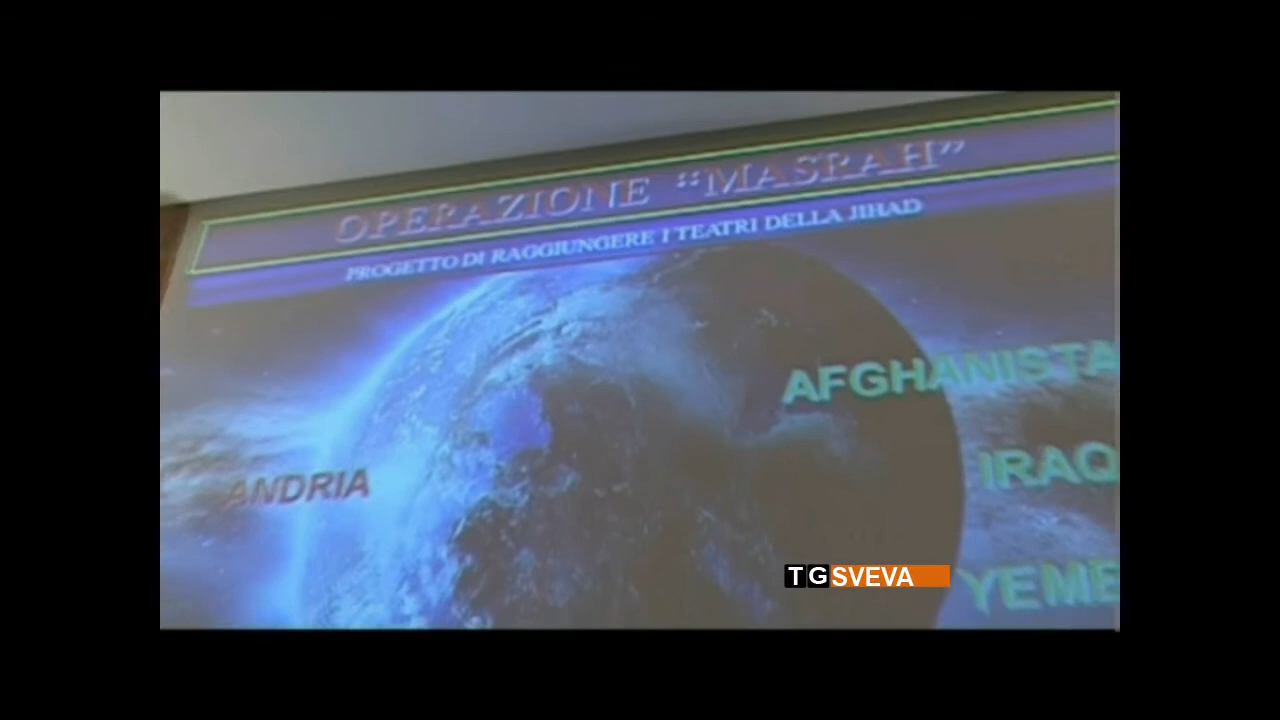 OPERAZIONE “MASRAH”
PROGETTO DI RAGGIUNGERE I TEATRI DELLA JIHAD
AFGHANISTA
ANDRIA
IRAQ
YEME
TGSVEVA